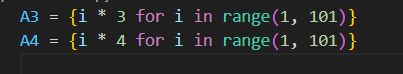 A3 = {i * 3 for i in range(1, 101)}
A4 = {i * 4 for i in range(1, 101)}